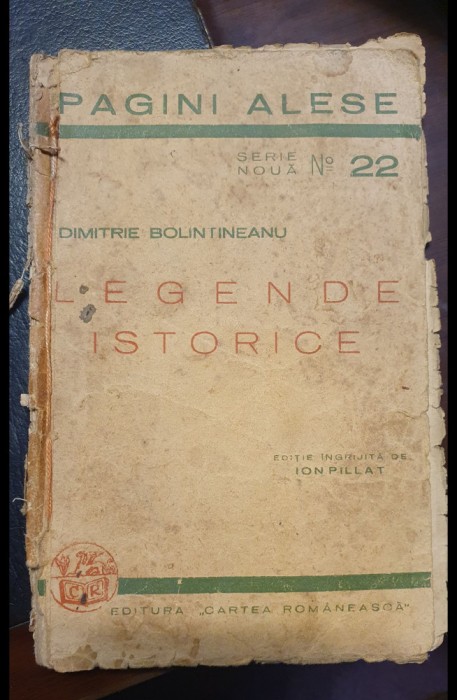 PAGINI ALESE
SERIE
NOUĂ Nº 22
DIMITRIE BOLINTINEANU
LEGENDE
ISTORICE
EDIȚIE ÎNGRIJITĂ DE
ION PILLAT
C R
EDITURA „CARTEA ROMÂNEASCĂ"